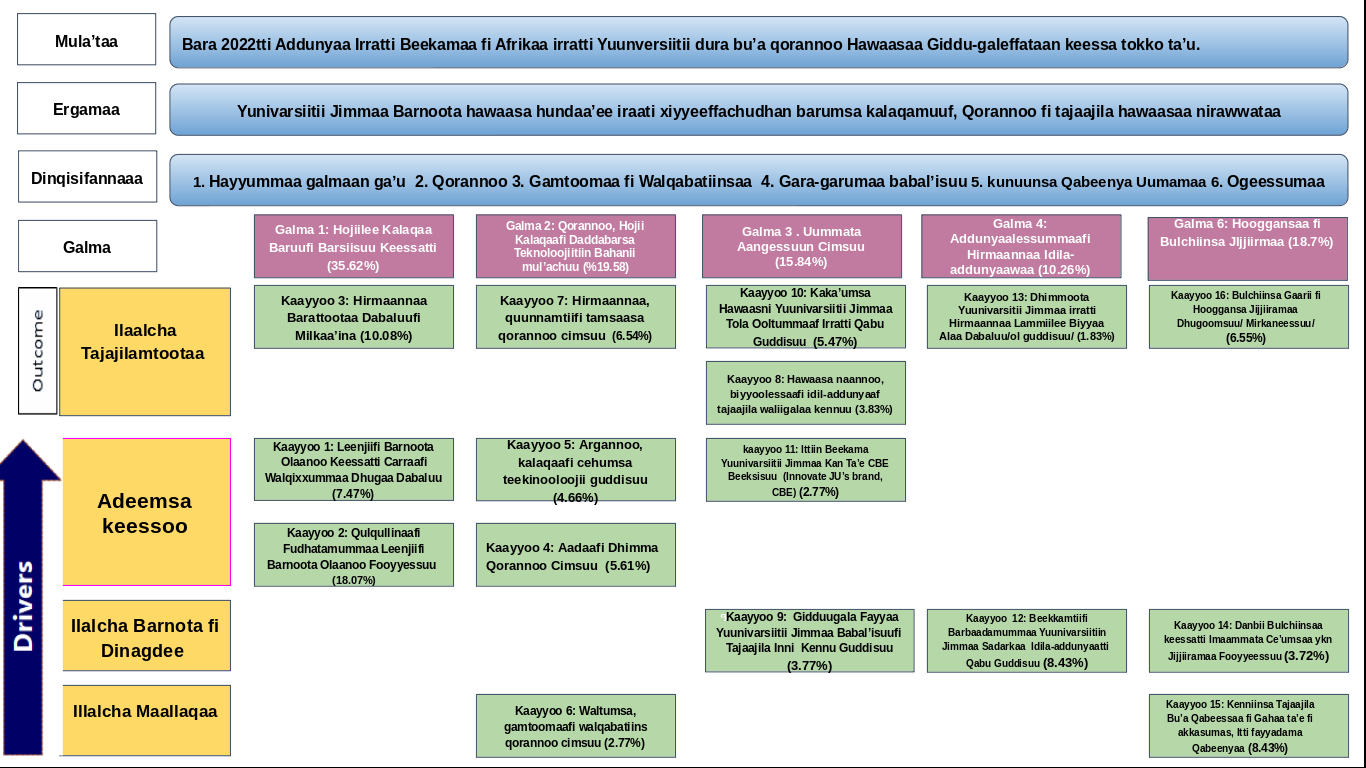 Mula’taa
Bara 2022tti Addunyaa Irratti Beekamaa fi Afrikaa irratti Yuunversiitii dura bu’a qorannoo Hawaasaa Giddu-galeffataan keessa tokko ta’u.
Ergamaa
Yunivarsiitii Jimmaa Barnoota hawaasa hundaa’ee iraati xiyyeeffachudhan barumsa kalaqamuuf, Qorannoo fi tajaajila hawaasaa nirawwataa
Dinqisifannaaa
1. Hayyummaa galmaan ga’u 2. Qorannoo 3. Gamtoomaa fi Walqabatiinsaa 4. Gara-garumaa babal’isuu 5. kunuunsa Qabeenya Uumamaa 6. Ogeessumaa
Galma
Galma 1: Hojiilee Kalaqaa
Baruufi Barsiisuu Keessatti
(35.62%)
Galma 2: Qorannoo, Hojii
Kalaqaafi Daddabarsa
Teknoloojiitiin Bahanii
mul’achuu (%19.58)
Galma 3 . Uummata
Aangessuun Cimsuu
(15.84%)
Galma 4:
Addunyaalessummaafi
Hirmaannaa Idila-
addunyaawaa (10.26%)
Galma 6: Hooggansaa fi
Bulchiinsa JIjjiirmaa (18.7%)
Outcome
Ilaalcha
Tajajilamtootaa
Kaayyoo 3: Hirmaannaa
Barattootaa Dabaluufi
Milkaa’ina (10.08%)
Kaayyoo 7: Hirmaannaa,
quunnamtiifi tamsaasa
qorannoo cimsuu (6.54%)
Kaayyoo 10: Kaka’umsa
Hawaasni Yuunivarsiitii Jimmaa
Tola Ooltummaaf Irratti Qabu
Guddisuu (5.47%)
Kaayyoo 13: Dhimmoota
Yuunivarsitii Jimmaa irratti
Hirmaannaa Lammiilee Biyyaa
Alaa Dabaluu/ol guddisuu/ (1.83%)
Kaayyoo 16: Bulchiinsa Gaarii fi
Hooggansa Jijjiiramaa
Dhugoomsuu/ Mirkaneessuu/
(6.55%)
Kaayyoo 8: Hawaasa naannoo,
biyyoolessaafi idil-addunyaaf
tajaajila waliigalaa kennuu (3.83%)
Drivers
Adeemsa
keessoo
Kaayyoo 1: Leenjiifi Barnoota
Olaanoo Keessatti Carraafi
Walqixxummaa Dhugaa Dabaluu
(7.47%)
Kaayyoo 5: Argannoo,
kalaqaafi cehumsa
teekinooloojii guddisuu
(4.66%)
kaayyoo 11: Ittiin Beekama
Yuunivarsiitii Jimmaa Kan Ta’e CBE
Beeksisuu (Innovate JU’s brand,
CBE) (2.77%)
Kaayyoo 2: Qulqullinaafi
Fudhatamummaa Leenjiifi
Barnoota Olaanoo Fooyyessuu
(18.07%)
Kaayyoo 4: Aadaafi Dhimma
Qorannoo Cimsuu (5.61%)
Ilalcha Barnota fi
Dinagdee
Kaayyoo 9: Gidduugala Fayyaa
Yuunivarsiitii Jimmaa Babal’isuufi
Tajaajila Inni Kennu Guddisuu
(3.77%)
Kaayyoo 12: Beekkamtiifi
Barbaadamummaa Yuunivarsiitiin
Jimmaa Sadarkaa Idila-addunyaatti
Qabu Guddisuu (8.43%)
Kaayyoo 14: Danbii Bulchiinsaa
keessatti Imaammata Ce’umsaa ykn
Jijjiiramaa Fooyyeessuu (3.72%)
Illalcha Maallaqaa
Kaayyoo 6: Waltumsa,
gamtoomaafi walqabatiins
qorannoo cimsuu (2.77%)
Kaayyoo 15: Kenniinsa Tajaajila
Bu’a Qabeessaa fi Gahaa ta’e fi
akkasumas, Itti fayyadama
Qabeenyaa (8.43%)